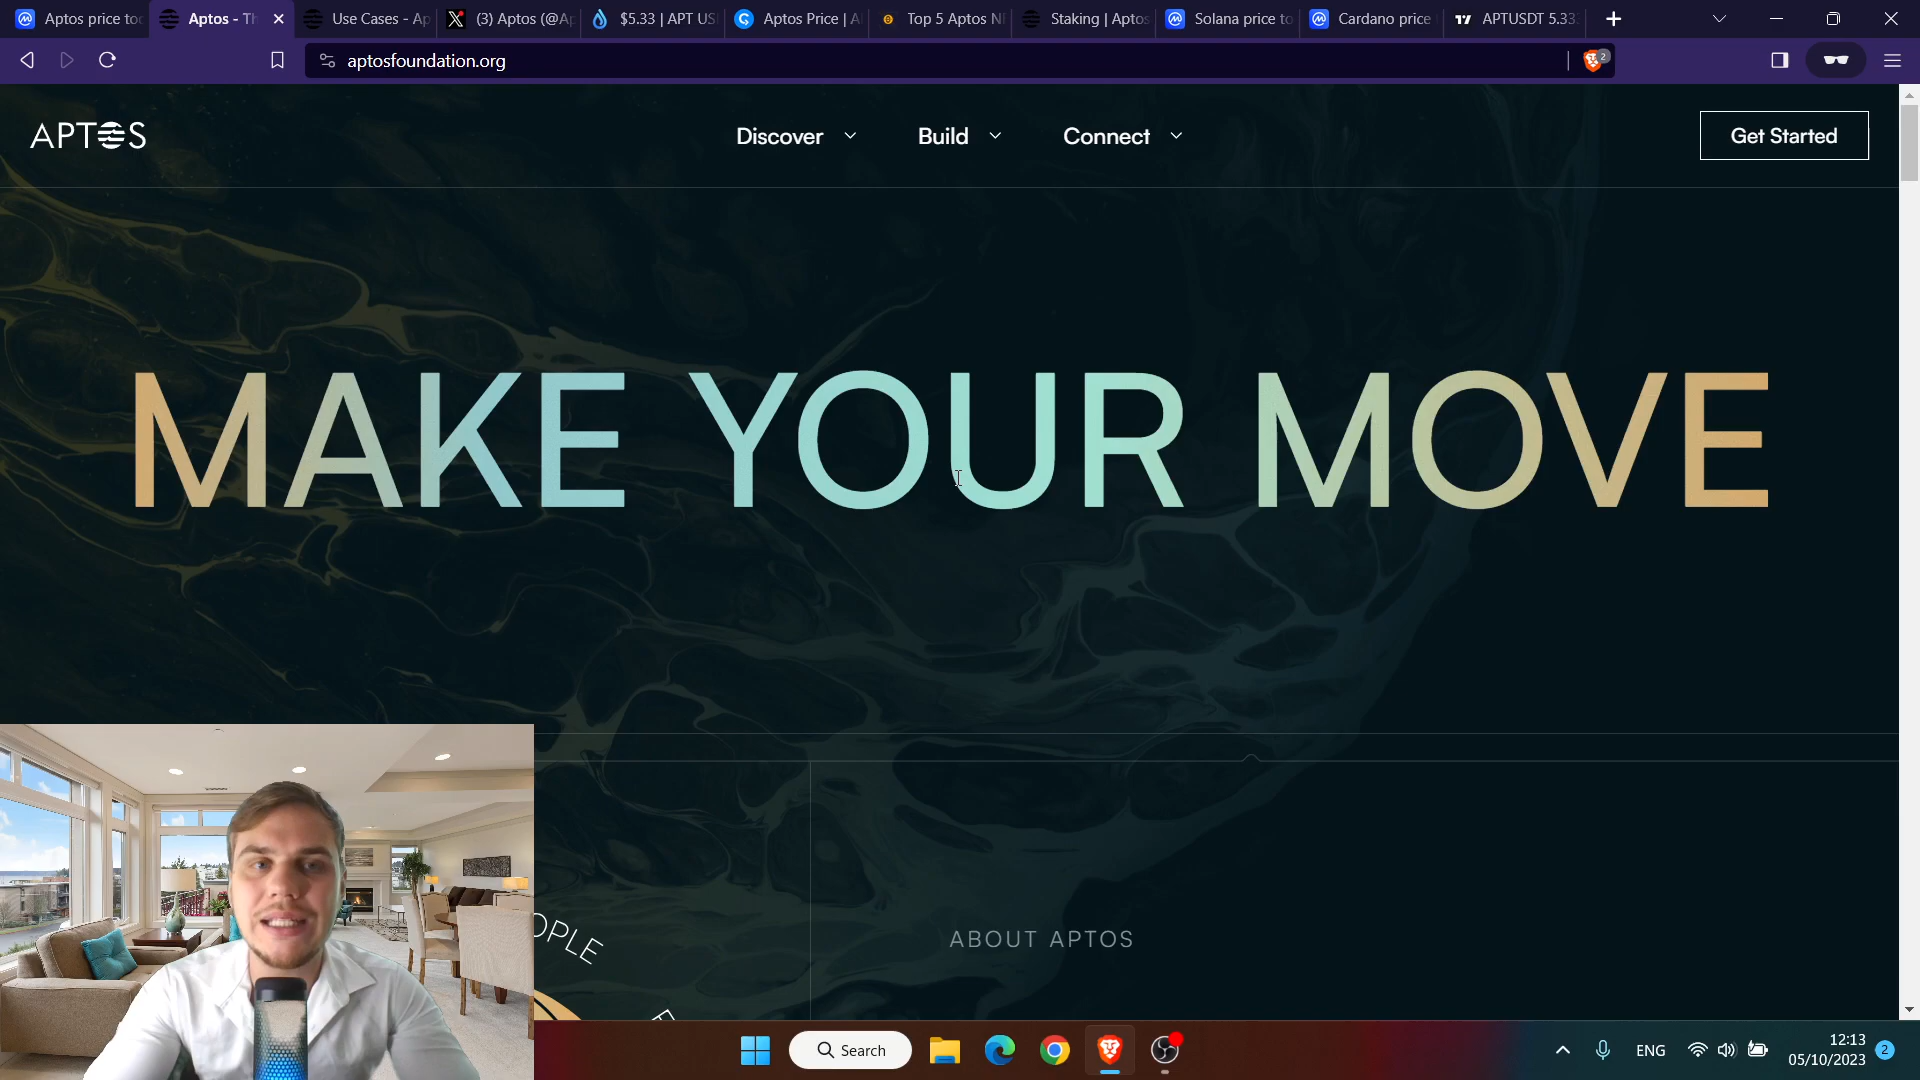 Aptos price to
Aptos - Th
Use Cases - Ap
(3) Aptos (@Ap
$5.33 | APT US
Aptos Price | A
Top 5 Aptos N
Staking | Aptos
Solana price to
Cardano price
APTUSDT 5.33
aptosfoundation.org
2
APTOS
Discover
Build
Connect
Get Started
MAKE YOUR MOVE
OPLE
ABOUT APTOS
Search
ENG
12:13
05/10/2023
2